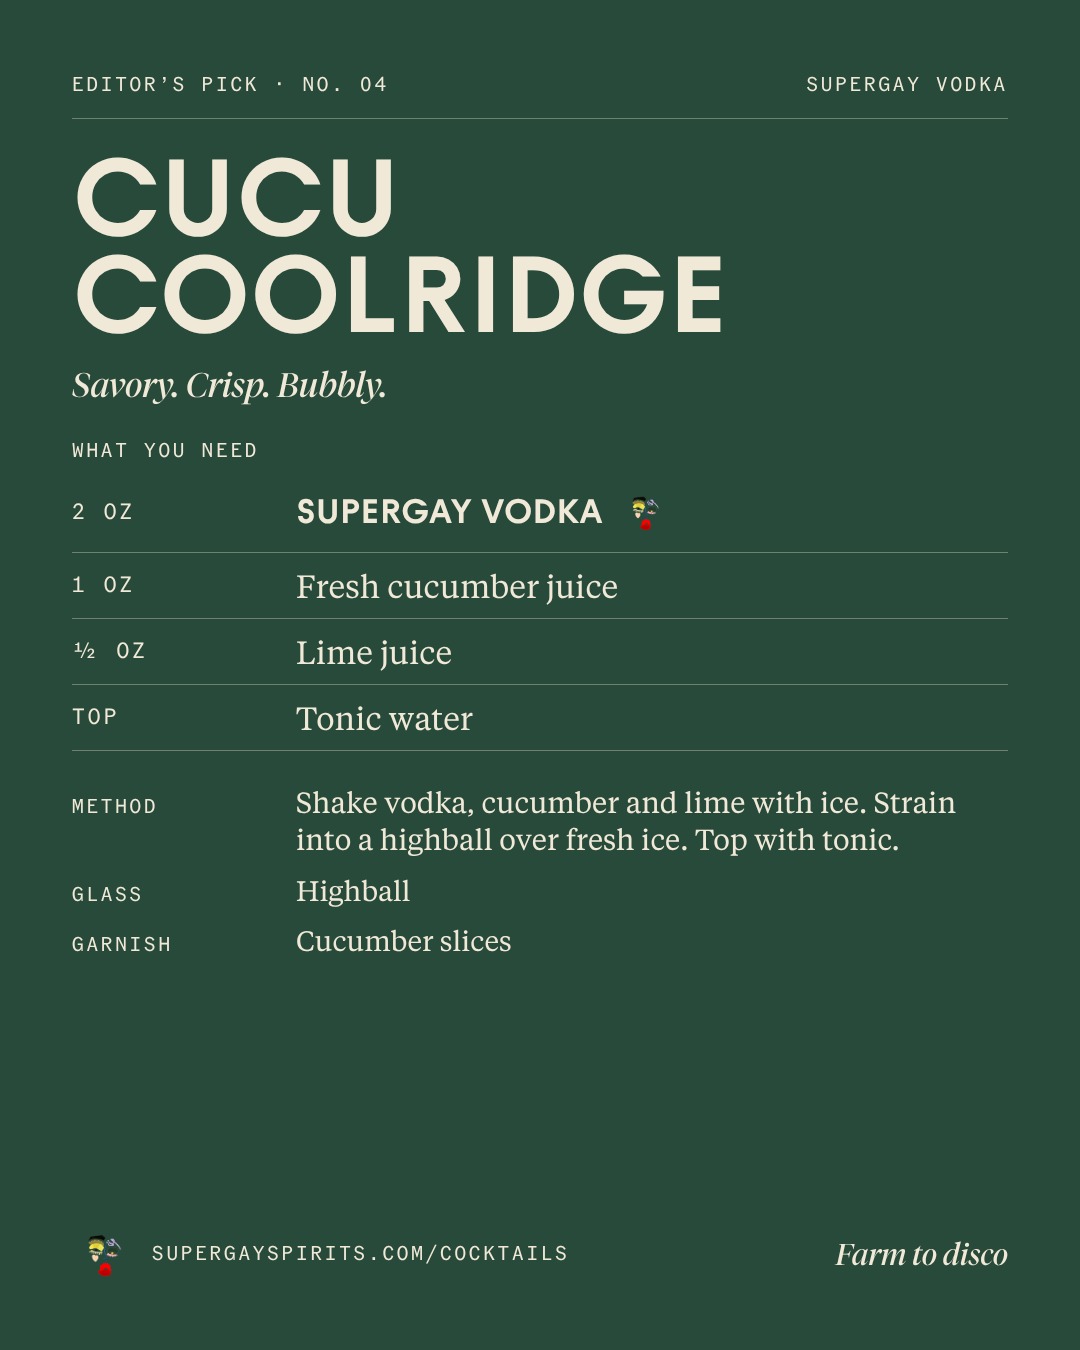 EDITOR’S PICK · NO. 04
SUPERGAY VODKA
CUCU
COOLRIDGE
Savory. Crisp. Bubbly.
WHAT YOU NEED
2 OZ SUPERGAY VODKA
1 OZ Fresh cucumber juice
½ OZ Lime juice
TOP Tonic water
METHOD Shake vodka, cucumber and lime with ice. Strain
into a highball over fresh ice. Top with tonic.
GLASS Highball
GARNISH Cucumber slices
SUPERGAYSPIRITS.COM/COCKTAILS
Farm to disco